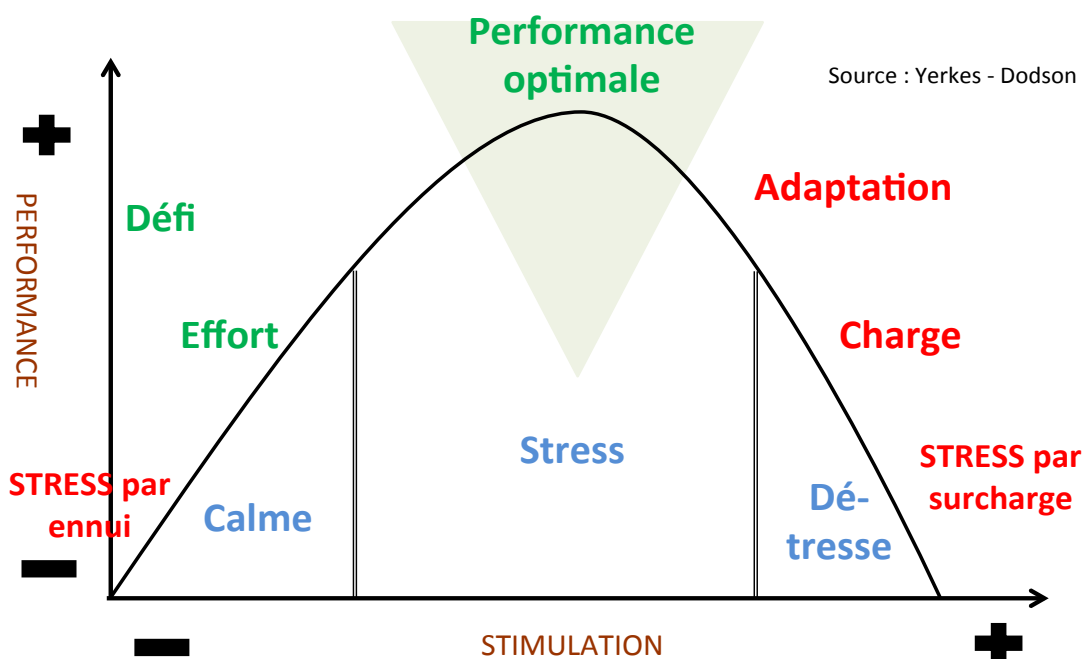 Performance
optimale
Source : Yerkes - Dodson
+
PERFORMANCE
Défi
Adaptation
Effort
Charge
Stress
STRESS par
ennui
STRESS par
surcharge
Calme
Dé-
tresse
-
-
STIMULATION
+